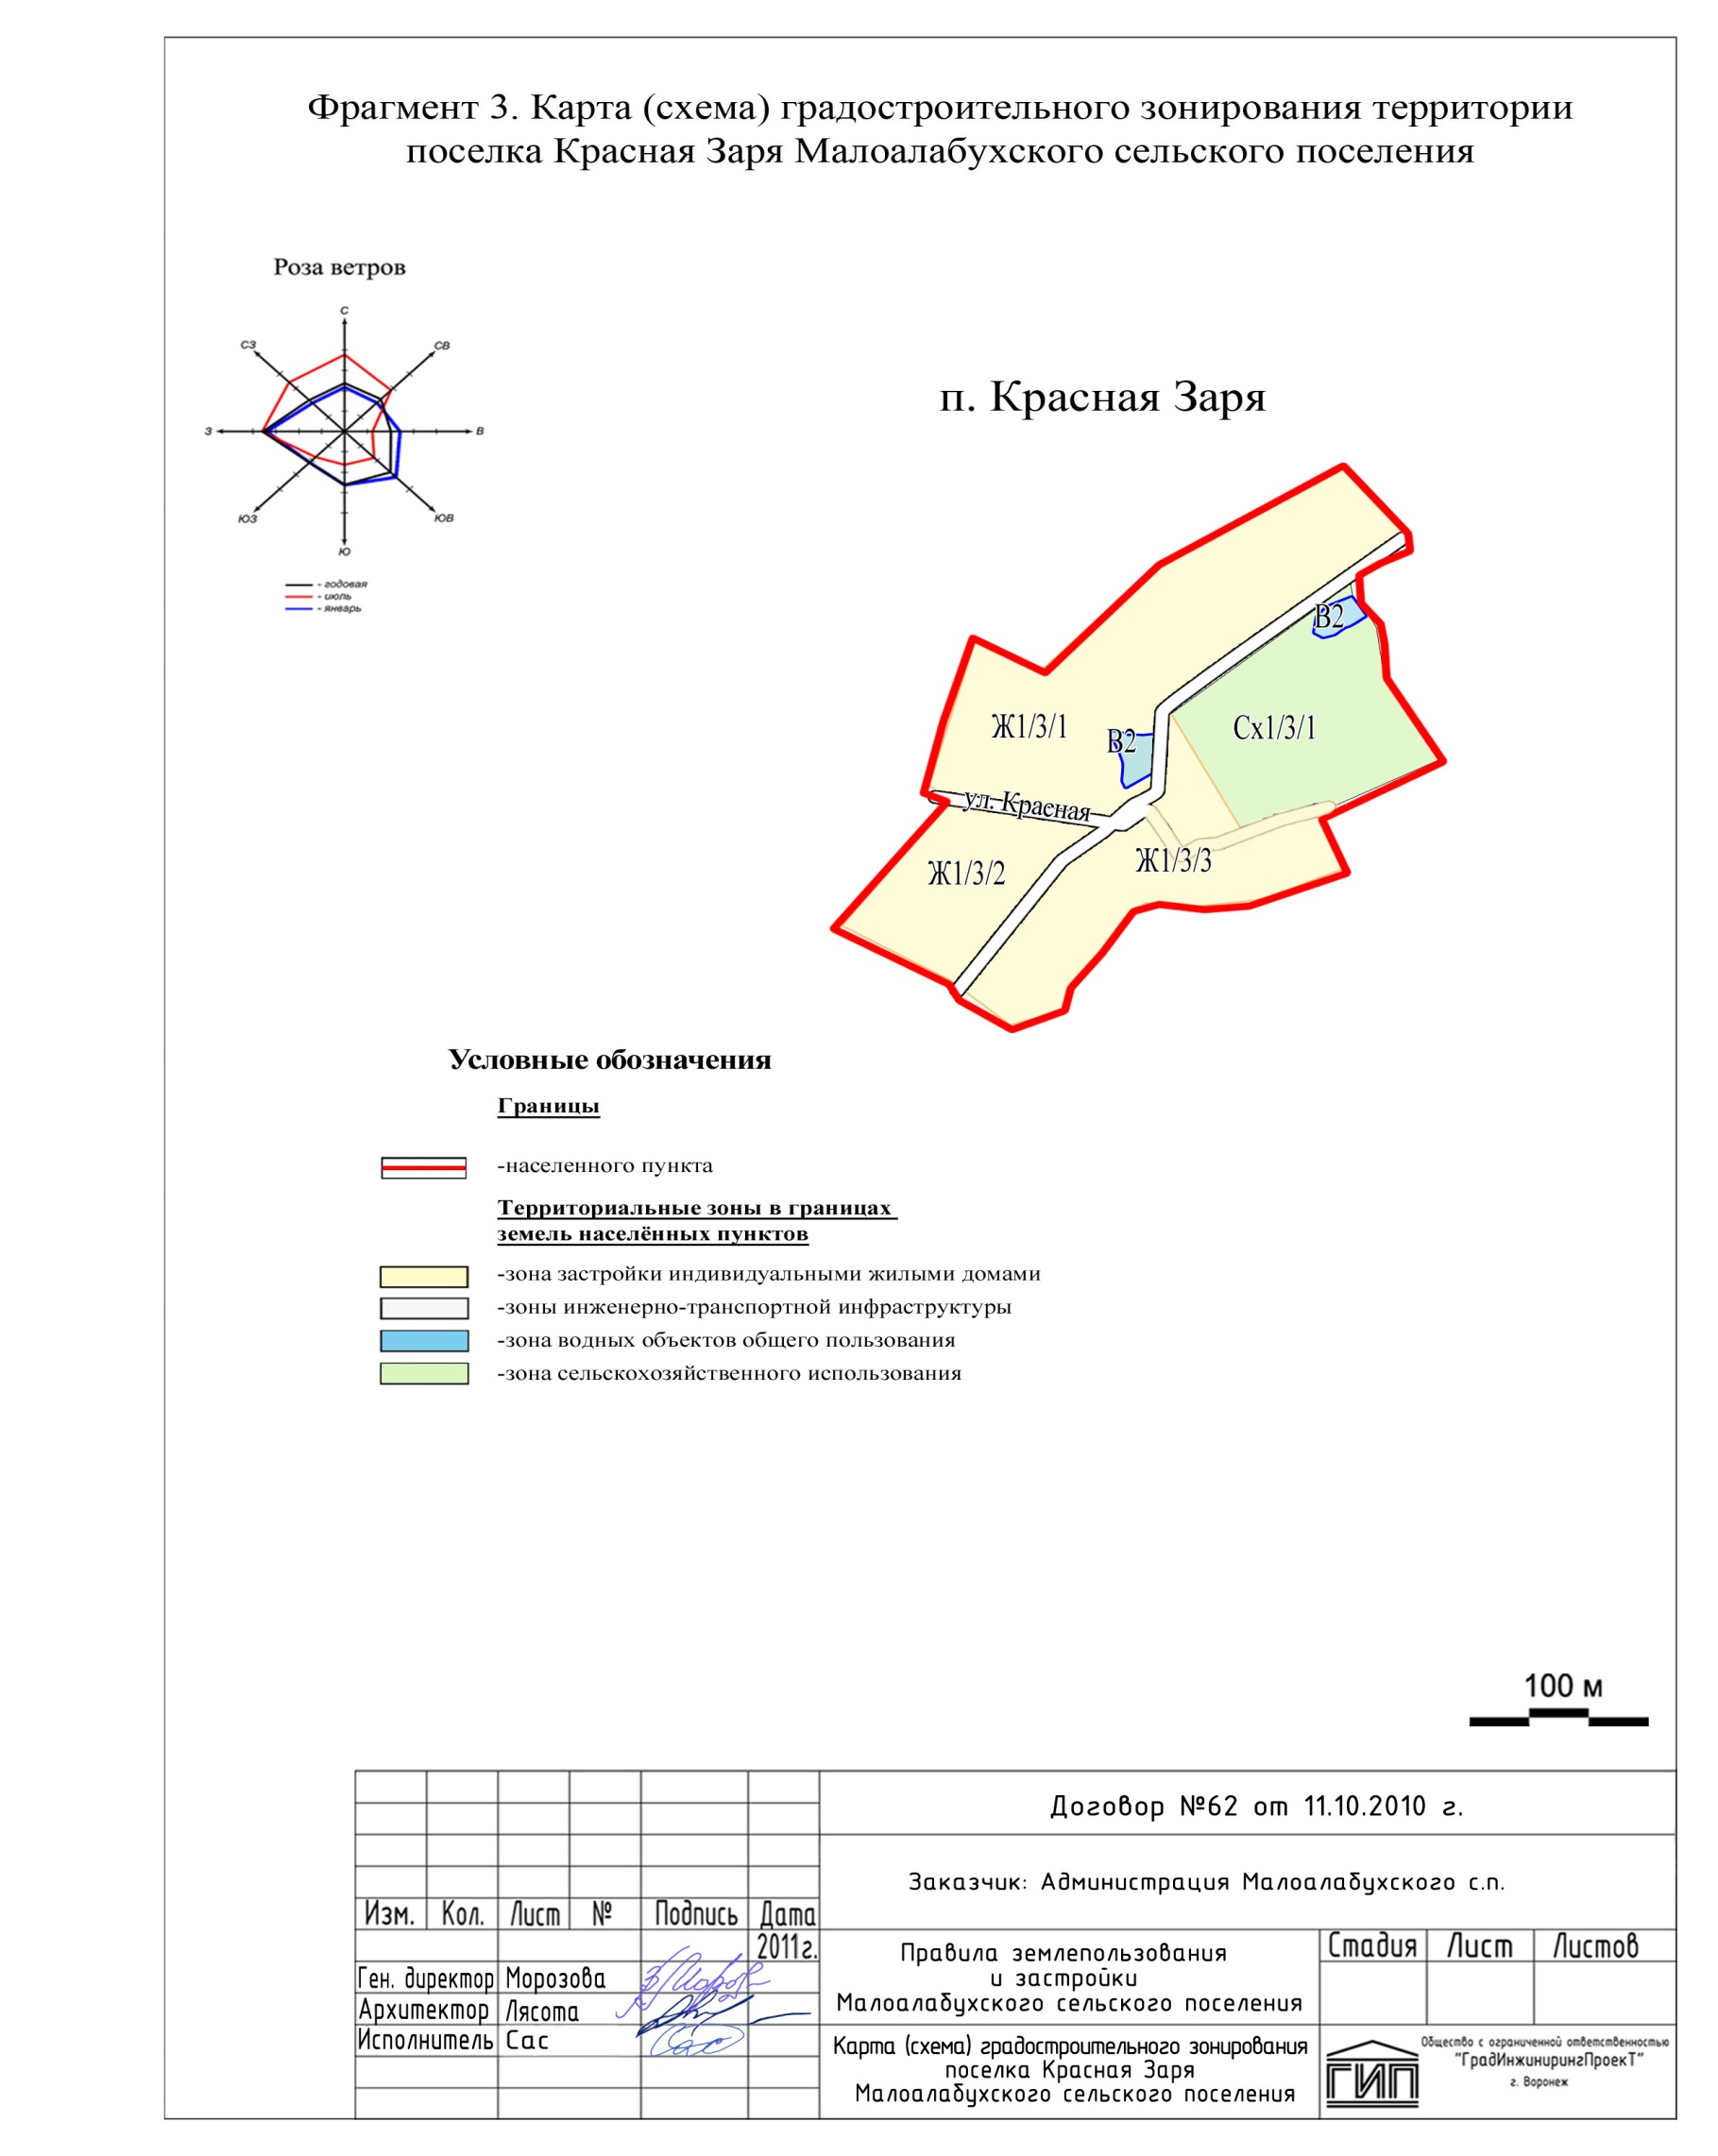 Фрагмент 3. Карта (схема) градостроительного зонирования территории
поселка Красная Заря Малоалабухского сельского поселения
Роза ветров
С
СЗ
СВ
З
В
ЮЗ
ЮВ
Ю
- годовая
- июль
- январь
п. Красная Заря
В2
Ж1/3/1
В2
Сх1/3/1
ул. Красная
Ж1/3/2
Ж1/3/3
Условные обозначения
Границы
-населенного пункта
Территориальные зоны в границах
земель населённых пунктов
-зона застройки индивидуальными жилыми домами
-зоны инженерно-транспортной инфраструктуры
-зона водных объектов общего пользования
-зона сельскохозяйственного использования
100 м
Договор №62 от 11.10.2010 г.
Заказчик: Администрация Малоалабухского с.п.
Изм. Кол. Лист № Подпись Дата
2011г.
Ген. директор Морозова
Архитектор Лясота
Исполнитель Сас
Правила землепользования
и застройки
Малоалабухского сельского поселения
Стадия Лист Листов
Карта (схема) градостроительного зонирования
поселка Красная Заря
Малоалабухского сельского поселения
ГИП
Общество с ограниченной ответственностью
"ГрадИнжинирингПроекТ"
г. Воронеж